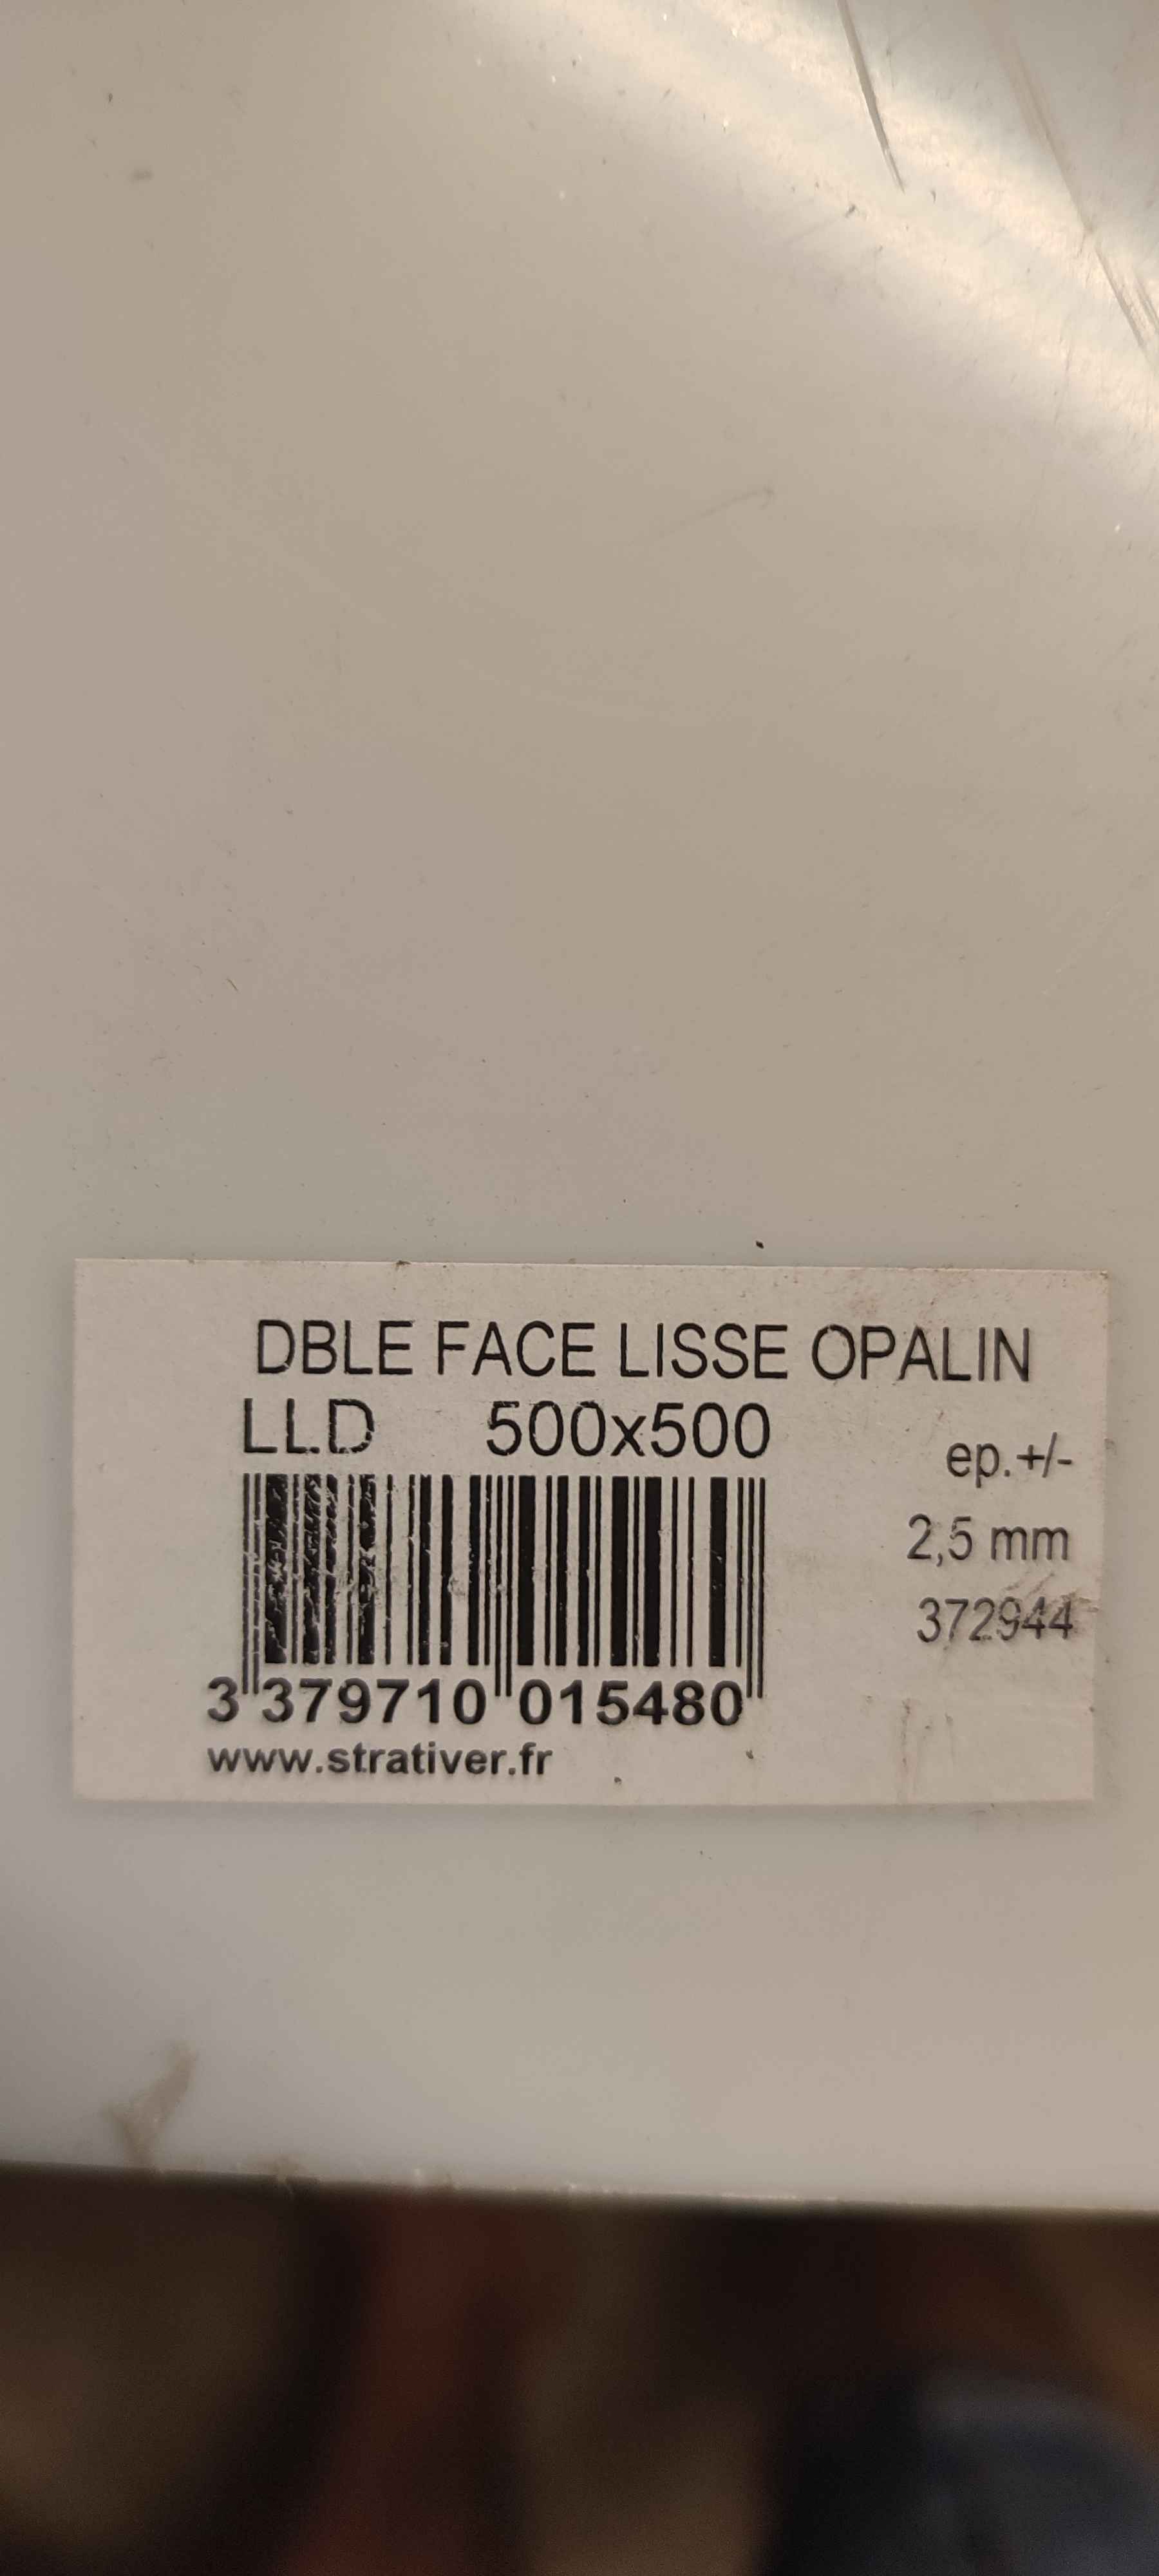 DBLE FACE LISSE OPALIN
LLD 500x500
ep.+/-
2,5 mm
372944
3 379710 015480
www.strativer.fr